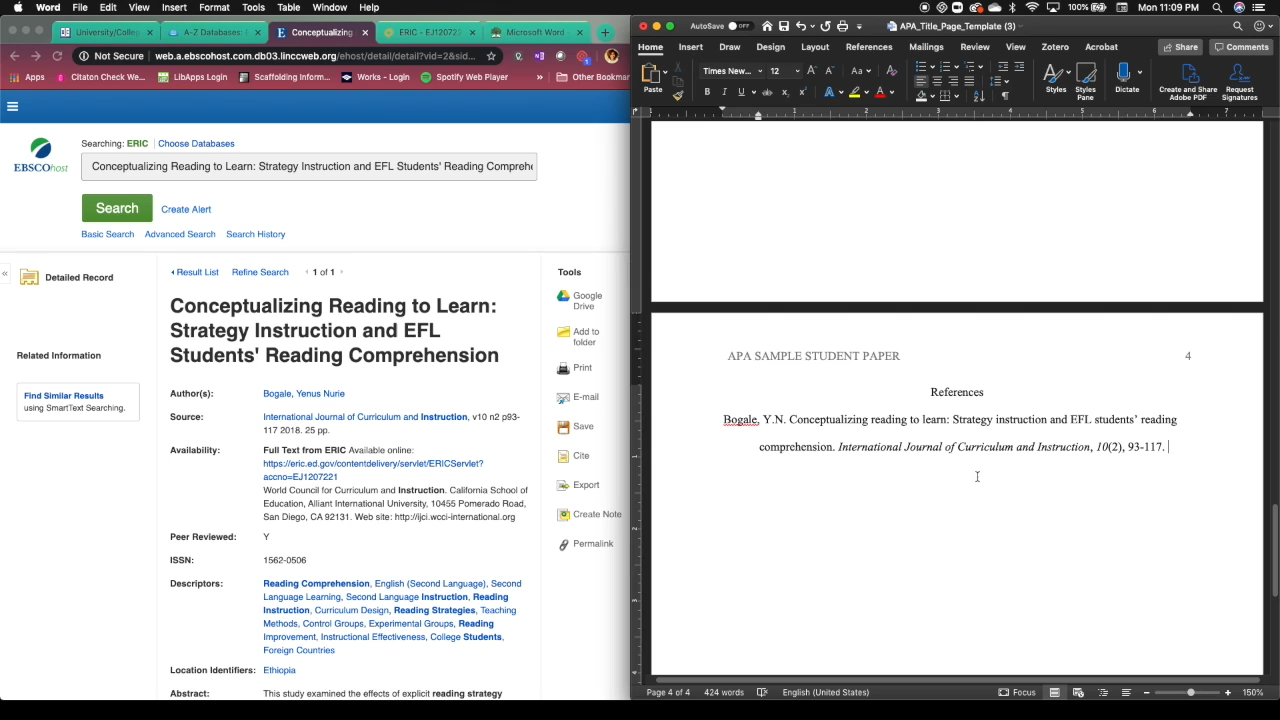 Word File Edit View Insert Format Tools Table Window Help 100% Mon 11:09 PM
University/Colleg A-Z Databases: Conceptualizing ERIC - EJ120722 Microsoft Word -
Not Secure web.a.ebscohost.com.db03.linccweb.org/ehost/detail/detail?vid=2&sid...
Apps Citaton Check We... LibApps Login Scaffolding Inform... Works - Login Spotify Web Player » Other Bookmar
Searching: ERIC Choose Databases
EBSCOhost
Conceptualizing Reading to Learn: Strategy Instruction and EFL Students' Reading Comprehe
Search Create Alert
Basic Search Advanced Search Search History
«
Detailed Record
Related Information
Find Similar Results
using SmartText Searching.
Result List Refine Search 1 of 1
Conceptualizing Reading to Learn:
Strategy Instruction and EFL
Students' Reading Comprehension
Author(s): Bogale, Yenus Nurie
Source: International Journal of Curriculum and Instruction, v10 n2 p93-
117 2018. 25 pp.
Availability: Full Text from ERIC Available online:
https://eric.ed.gov/contentdelivery/servlet/ERICServlet?
accno=EJ1207221
World Council for Curriculum and Instruction. California School of
Education, Alliant International University, 10455 Pomerado Road,
San Diego, CA 92131. Web site: http://ijci.wcci-international.org
Peer Reviewed: Y
ISSN: 1562-0506
Descriptors: Reading Comprehension, English (Second Language), Second
Language Learning, Second Language Instruction, Reading
Instruction, Curriculum Design, Reading Strategies, Teaching
Methods, Control Groups, Experimental Groups, Reading
Improvement, Instructional Effectiveness, College Students,
Foreign Countries
Location Identifiers: Ethiopia
Abstract: This study examined the effects of explicit reading strategy
Tools
Google
Drive
Add to
folder
Print
E-mail
Save
Cite
Export
Create Note
Permalink
AutoSave OFF APA_Title_Page_Template (3)
Home Insert Draw Design Layout References Mailings Review View Zotero Acrobat Share Comments
Paste Times New... 12 Aa
B I U ab x x A A
Styles Styles
Pane
Dictate Create and Share
Adobe PDF
Request
Signatures
1 1 2 3 4 5 6 7
APA SAMPLE STUDENT PAPER 4
References
Bogale, Y.N. Conceptualizing reading to learn: Strategy instruction and EFL students’ reading
comprehension. International Journal of Curriculum and Instruction, 10(2), 93-117.
Page 4 of 4 424 words English (United States) Focus 150%